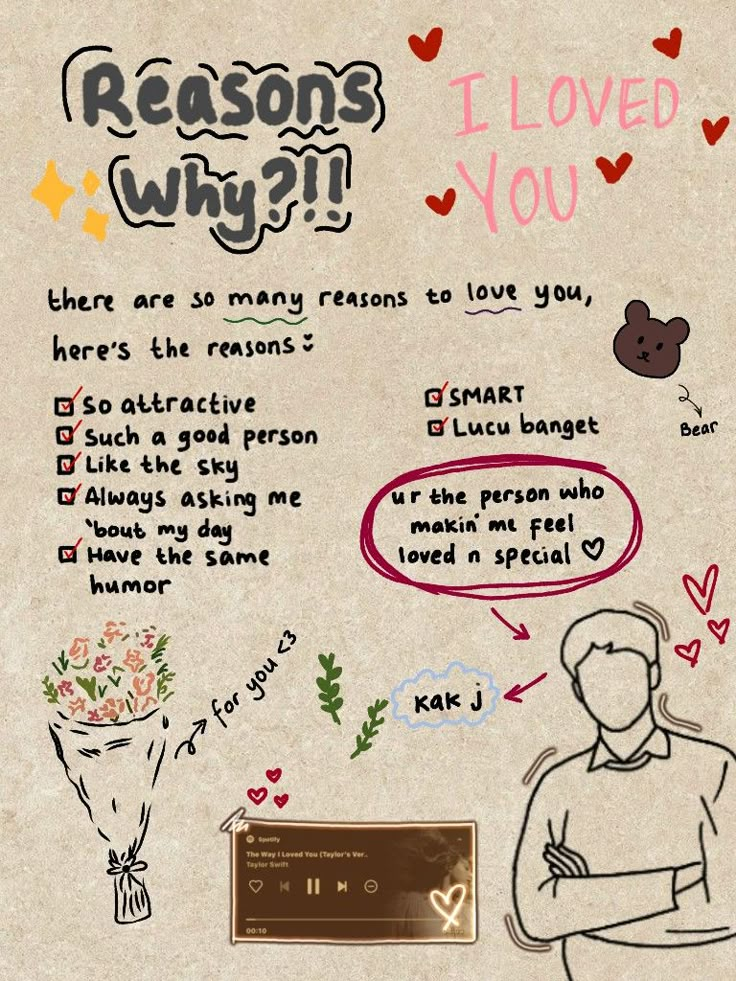 Reasons
Why?!!
I LOVED
YOU
there are so many reasons to love you,
here's the reasons:
So attractive
Such a good person
Like the sky
Always asking me
'bout my day
Have the same
humor
SMART
Lucu banget
Bear
ur the person who
makin' me feel
loved n special ♡
kak j
for you <3
Spotify
The Way I Loved You (Taylor's Ver..
Taylor Swift
00:10